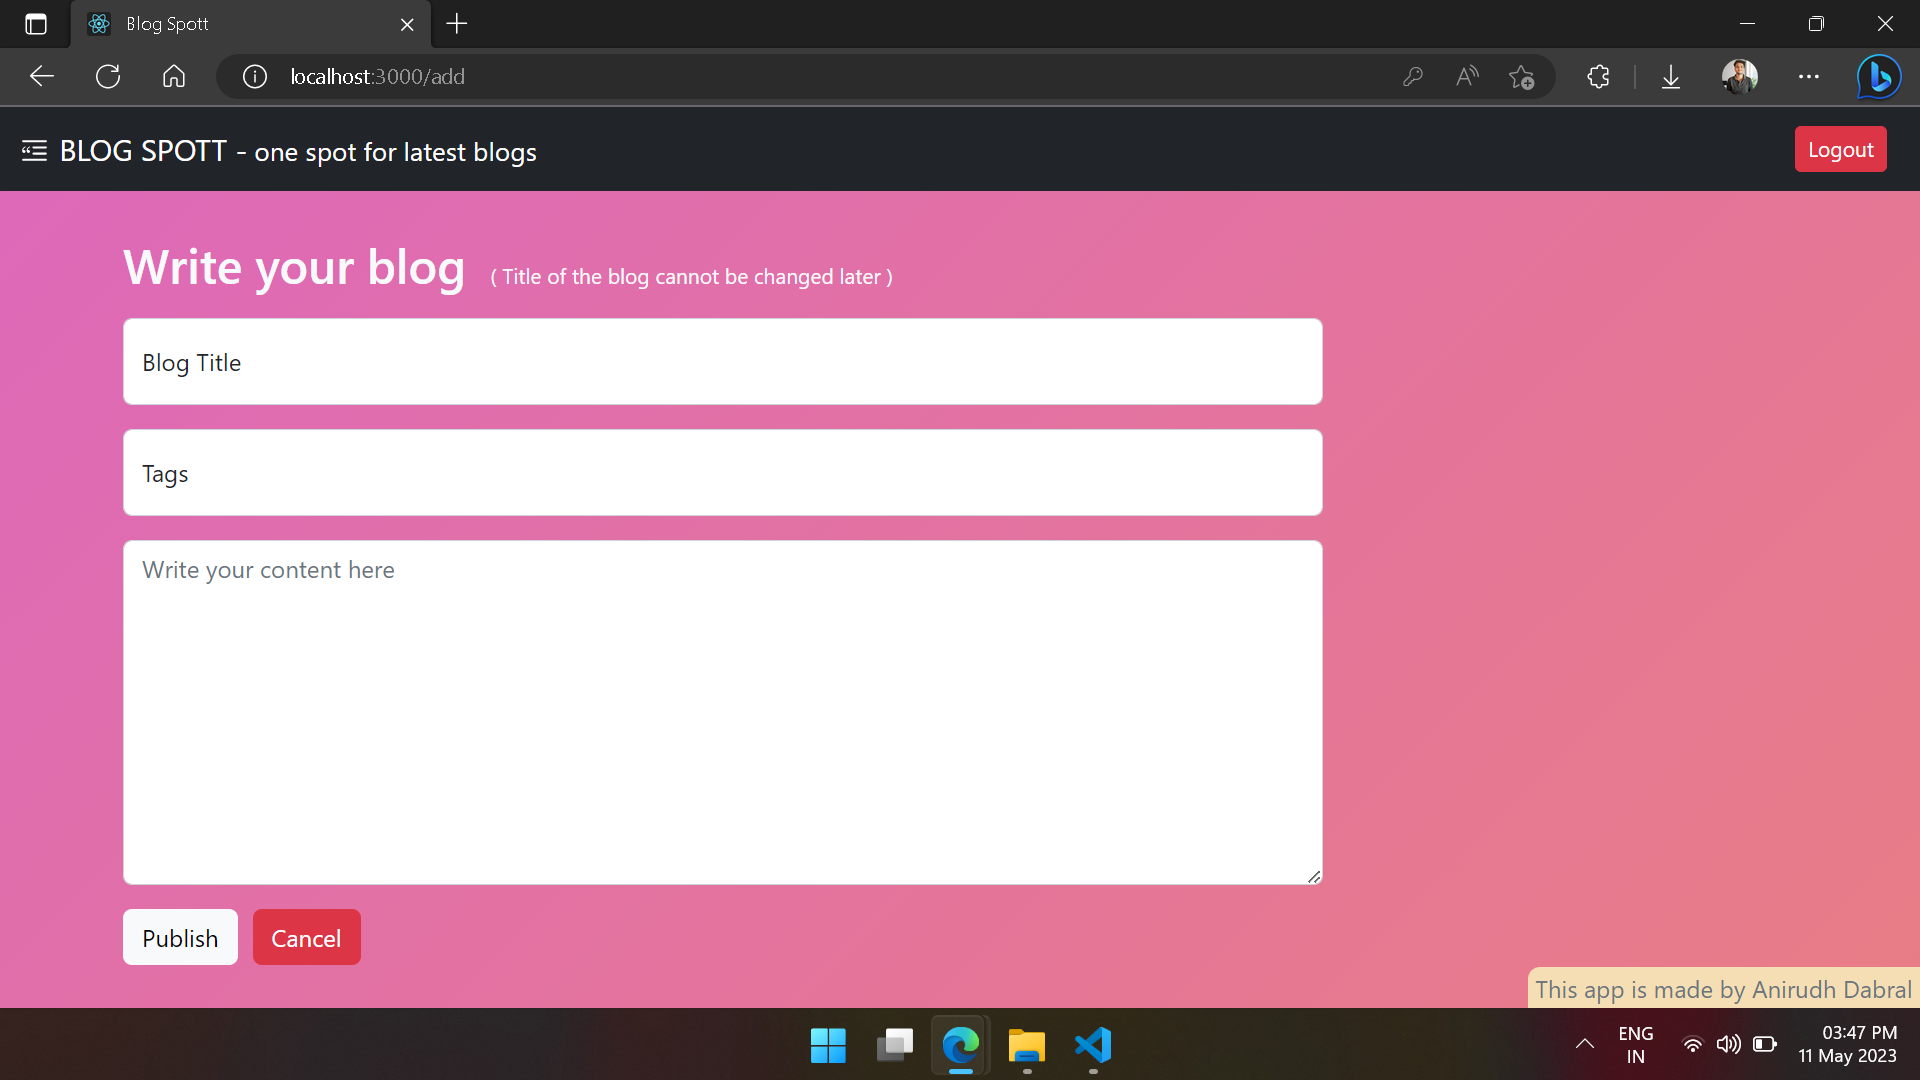 Blog Spott
localhost:3000/add
BLOG SPOTT - one spot for latest blogs
Logout
Write your blog ( Title of the blog cannot be changed later )
Blog Title
Tags
Write your content here
Publish Cancel
This app is made by Anirudh Dabral
ENG
IN
03:47 PM
11 May 2023